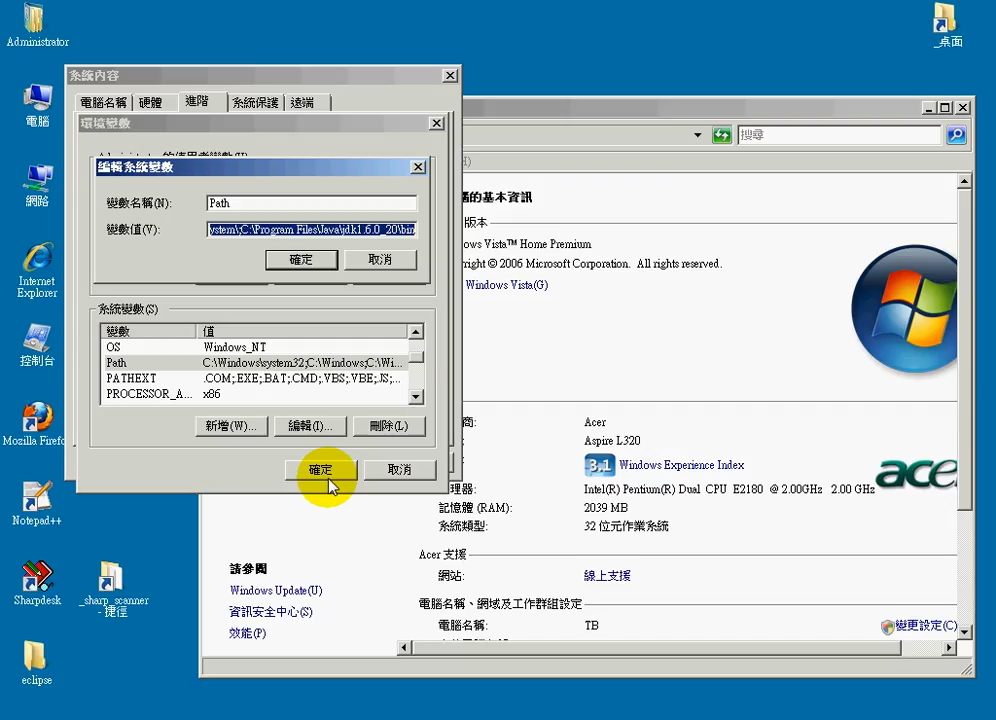 Administrator
_桌面
系統內容
電腦名稱
硬體
進階
系統保護
遠端
環境變數
搜尋
電腦
編輯系統變數
變數名稱(N):
Path
變數值(V):
ystem\;C:\Program Files\Java\jdk1.6.0_20\bin
確定
取消
的基本資訊
版本
ows Vista™ Home Premium
right © 2006 Microsoft Corporation. All rights reserved.
Windows Vista(G)
網路
Internet
Explorer
系統變數(S)
變數
值
OS
Windows_NT
Path
C:\Windows\system32;C:\Windows;C:\Wi...
PATHEXT
.COM;.EXE;.BAT;.CMD;.VBS;.VBE;.JS;...
PROCESSOR_A...
x86
控制台
新增(W)...
編輯(I)...
刪除(L)
確定
取消
Mozilla Firefo
商:
Acer
Aspire L320
3.1
Windows Experience Index
acer
理器:
Intel(R) Pentium(R) Dual CPU E2180 @ 2.00GHz 2.00 GHz
記憶體 (RAM):
2039 MB
系統類型:
32 位元作業系統
Notepad++
Acer 支援
網站:
線上支援
請參閱
Windows Update(U)
資訊安全中心(S)
效能(P)
電腦名稱、網域及工作群組設定
電腦名稱:
TB
變更設定(C)
Sharpdesk
_sharp_scanner
- 捷徑
eclipse